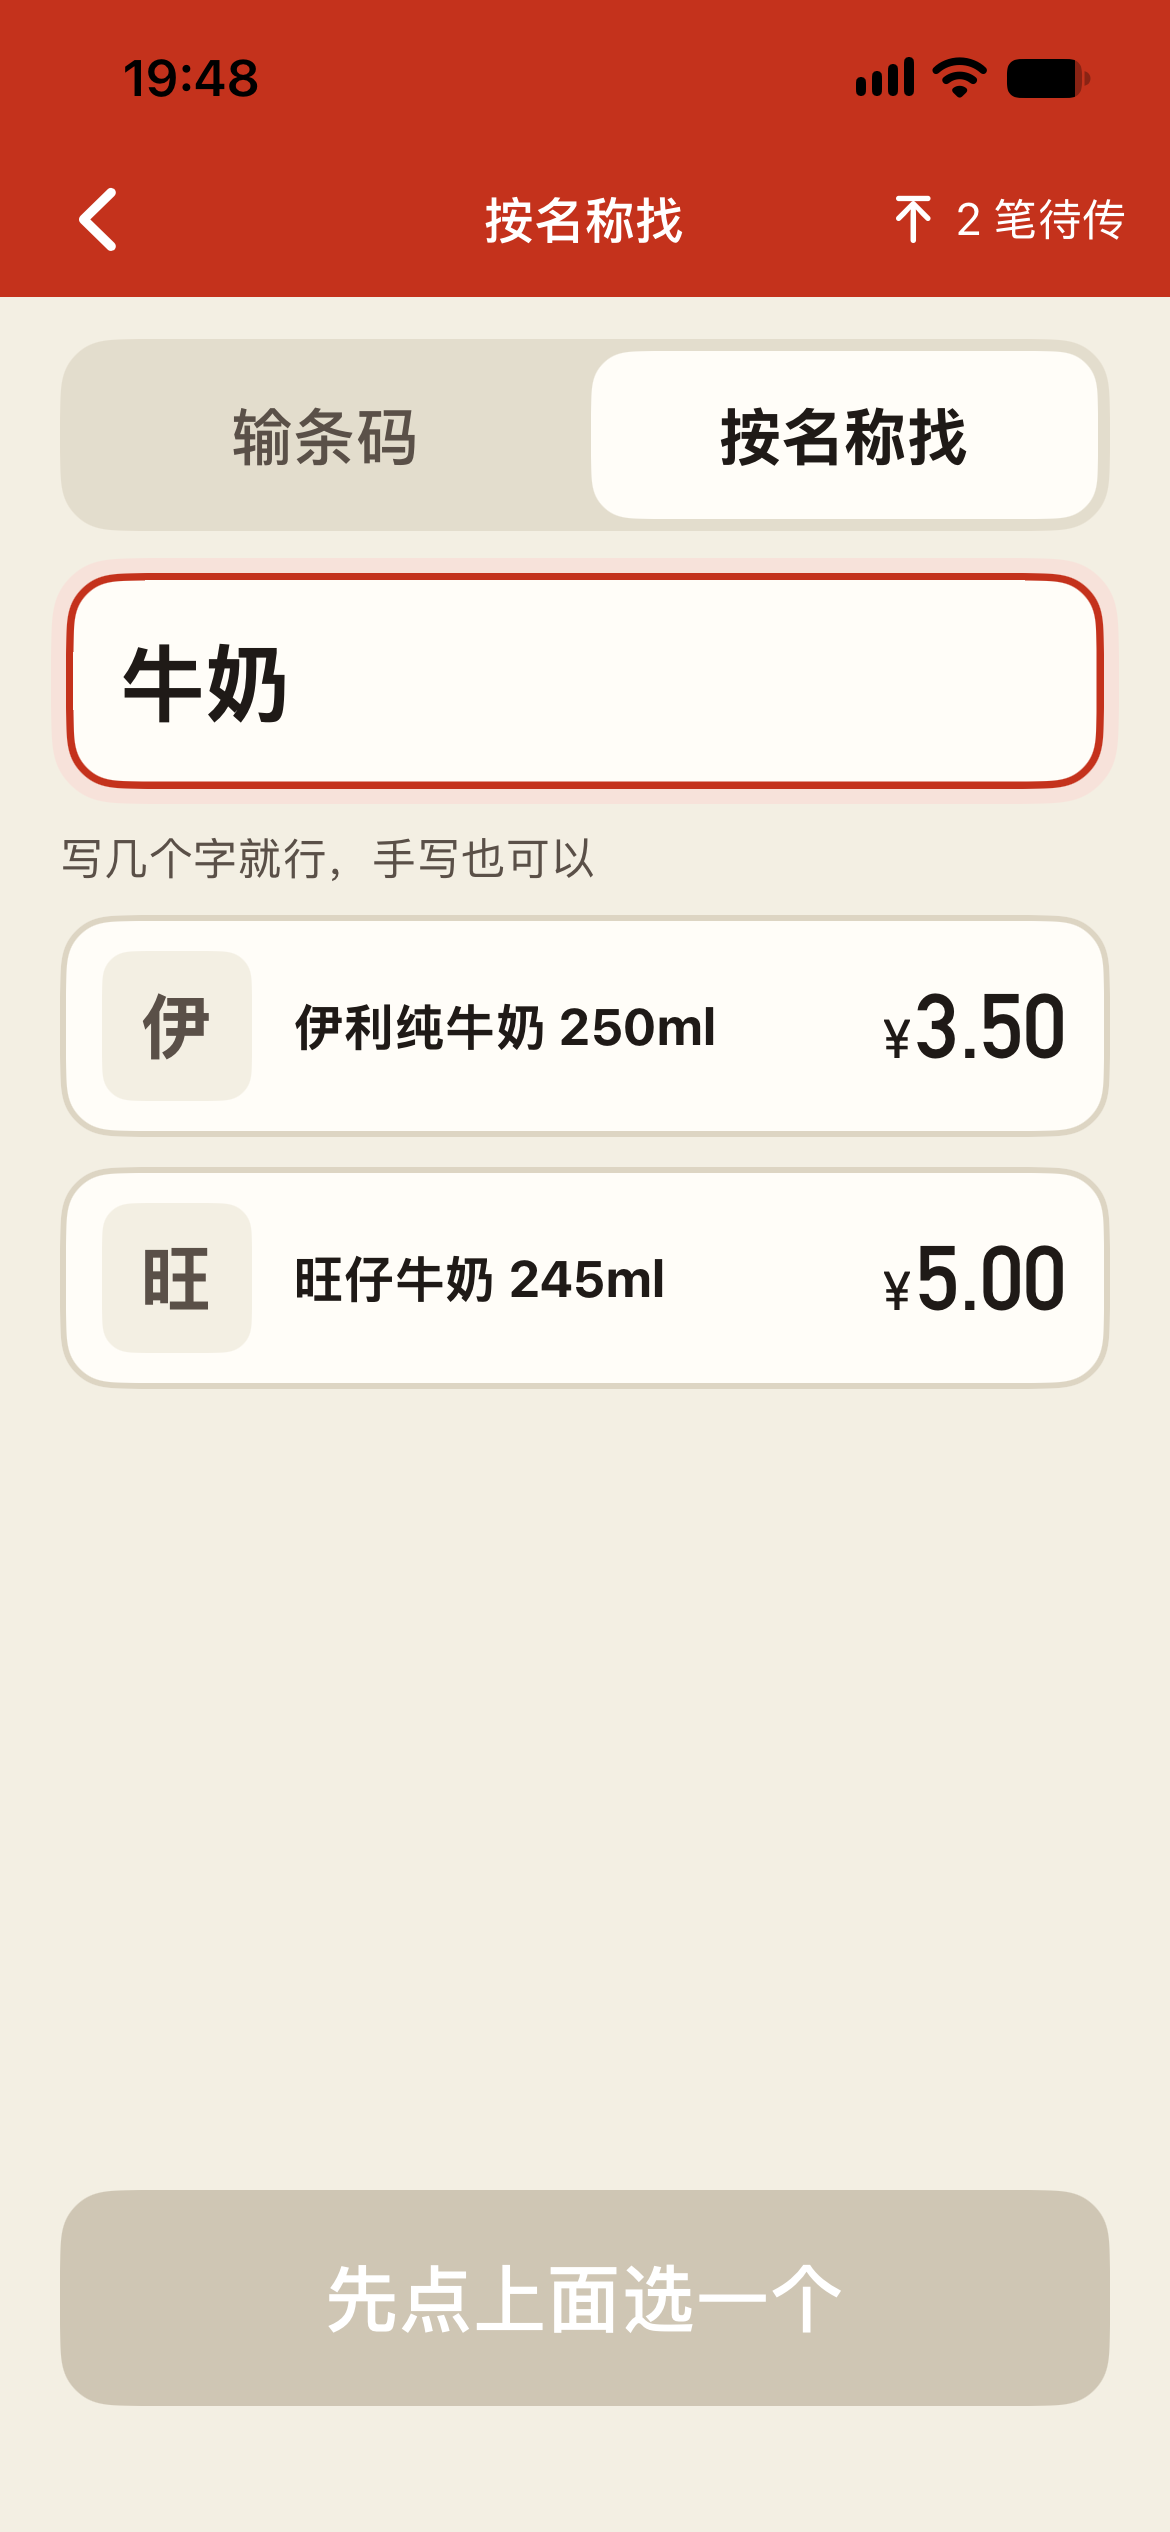 19:48
按名称找
2 笔待传
输条码
按名称找
牛奶
写几个字就行，手写也可以
伊
伊利纯牛奶 250ml
¥3.50
旺
旺仔牛奶 245ml
¥5.00
先点上面选一个